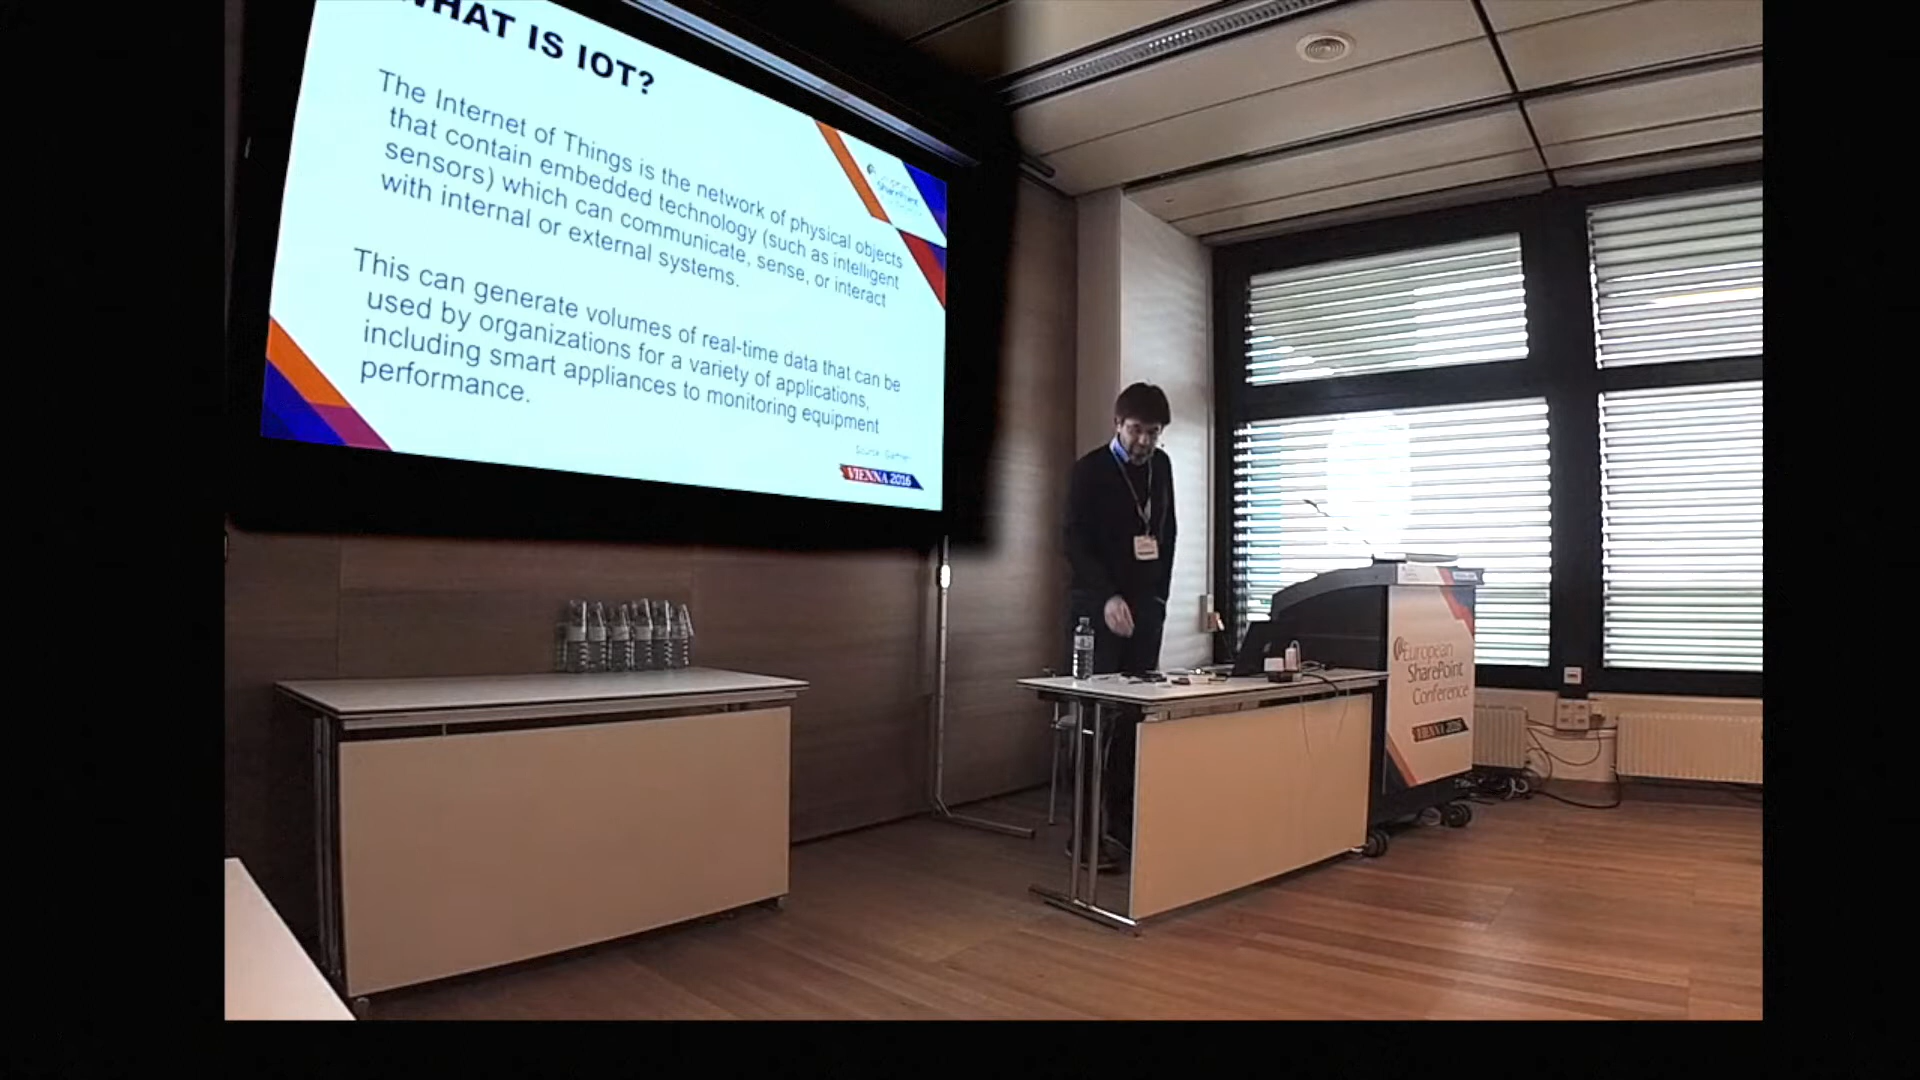 WHAT IS IOT?
The Internet of Things is the network of physical objects
that contain embedded technology (such as intelligent
sensors) which can communicate, sense, or interact
with internal or external systems.
This can generate volumes of real-time data that can be
used by organizations for a variety of applications,
including smart appliances to monitoring equipment
performance.
Source: Gartner
VIENNA 2016
SharePoint
European
SharePoint
Conference
VIENNA 2016